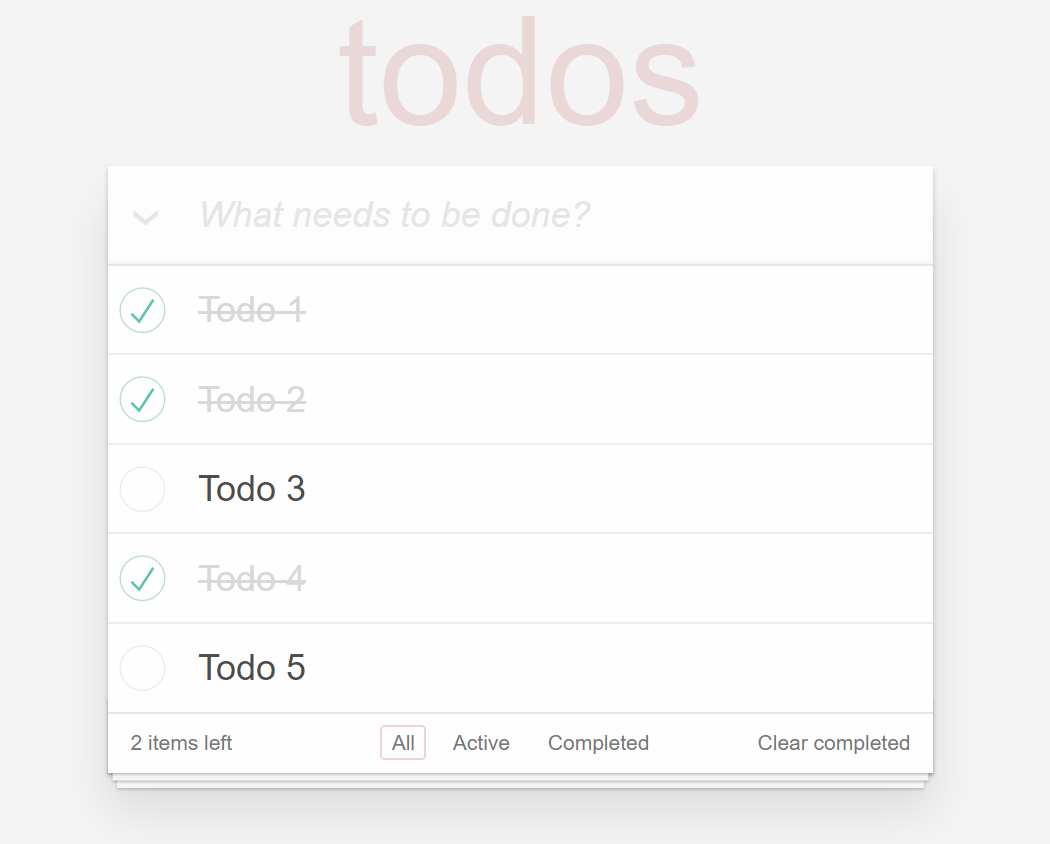 todos
What needs to be done?
Todo 1
Todo 2
Todo 3
Todo 4
Todo 5
2 items left All Active Completed Clear completed